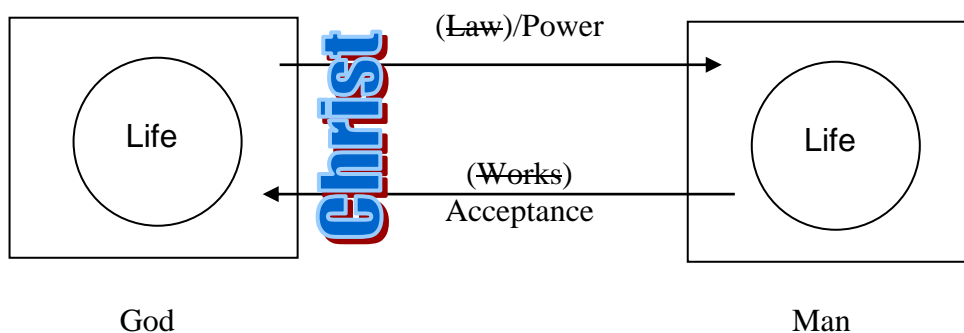 (Law)/Power
Life
Christ
Life
(Works)
Acceptance
God
Man